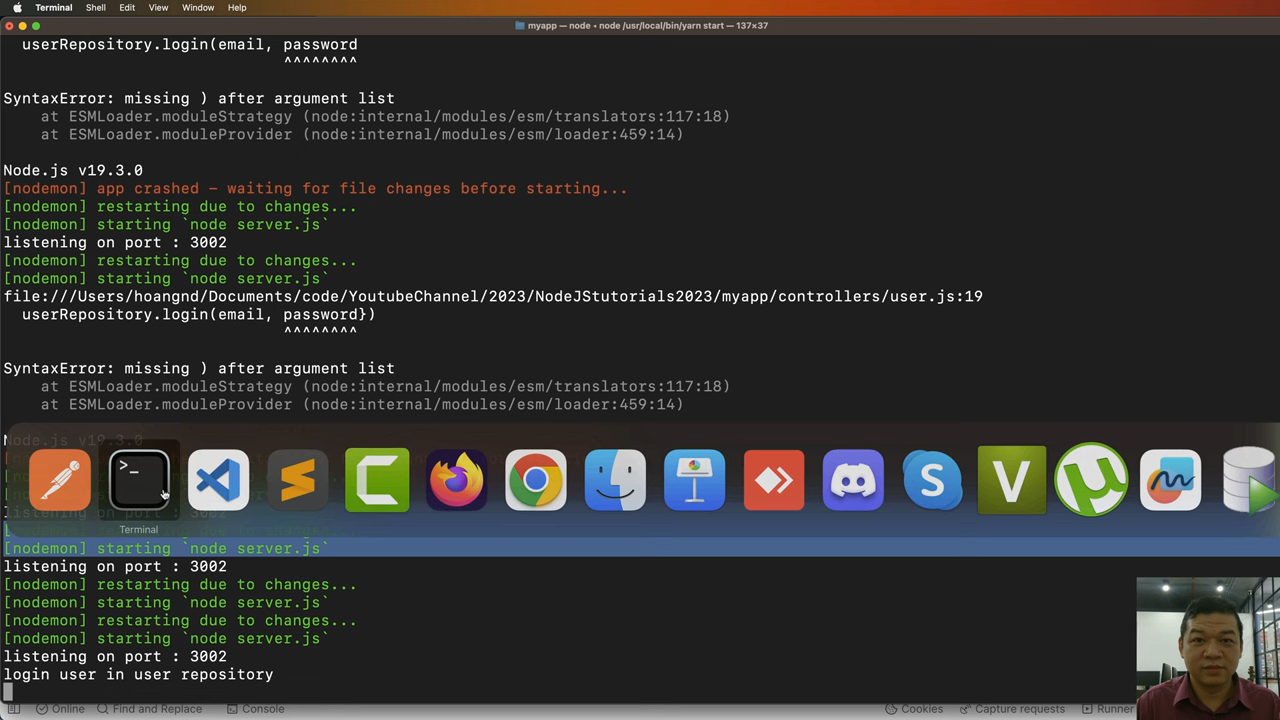 Terminal Shell Edit View Window Help
myapp — node • node /usr/local/bin/yarn start — 137×37
userRepository.login(email, password
^^^^^^^^
SyntaxError: missing ) after argument list
at ESMLoader.moduleStrategy (node:internal/modules/esm/translators:117:18)
at ESMLoader.moduleProvider (node:internal/modules/esm/loader:459:14)
Node.js v19.3.0
[nodemon] app crashed - waiting for file changes before starting...
[nodemon] restarting due to changes...
[nodemon] starting `node server.js`
listening on port : 3002
[nodemon] restarting due to changes...
[nodemon] starting `node server.js`
file:///Users/hoangnd/Documents/code/YoutubeChannel/2023/NodeJStutorials2023/myapp/controllers/user.js:19
userRepository.login(email, password})
^^^^^^^^
SyntaxError: missing ) after argument list
at ESMLoader.moduleStrategy (node:internal/modules/esm/translators:117:18)
at ESMLoader.moduleProvider (node:internal/modules/esm/loader:459:14)
Node.js v19.3.0
Terminal
listening on port : 3002
[nodemon] starting `node server.js`
listening on port : 3002
[nodemon] restarting due to changes...
[nodemon] starting `node server.js`
[nodemon] restarting due to changes...
[nodemon] starting `node server.js`
listening on port : 3002
login user in user repository
Online Find and Replace Console Cookies Capture requests Runner